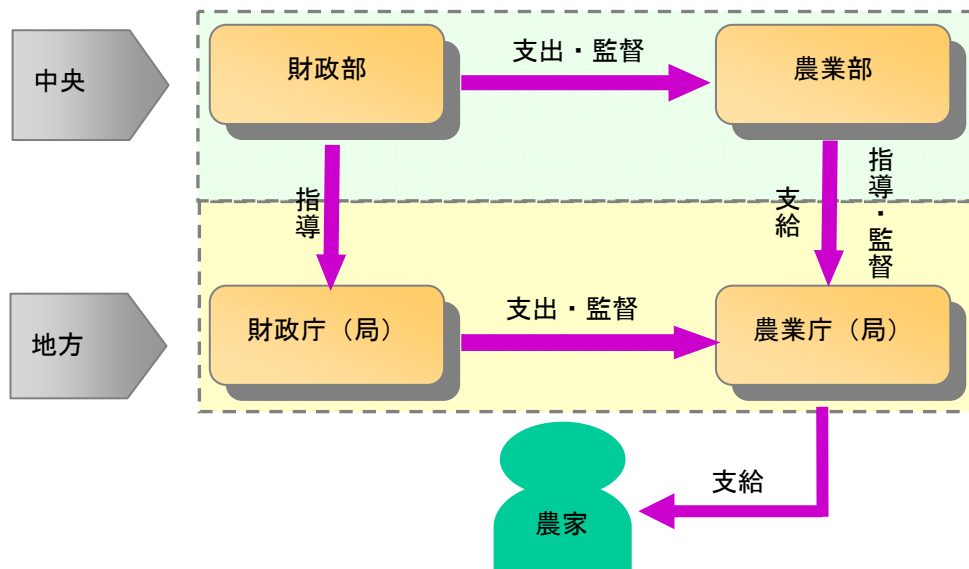 中央
財政部
支出・監督
農業部
指導
支給
指導・監督
地方
財政庁（局）
支出・監督
農業庁（局）
支給
農家